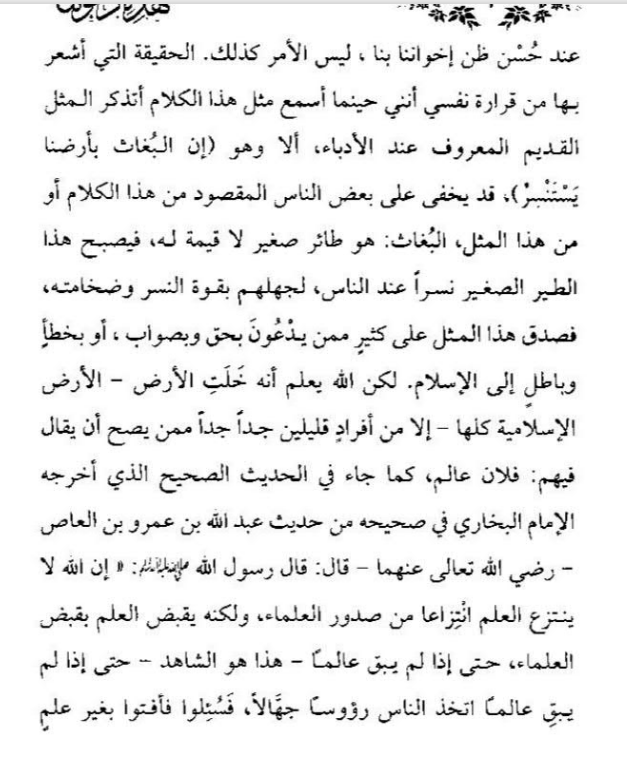 عند حُسْن ظن إخواننا بنا ، ليس الأمر كذلك. الحقيقة التي أشعر
بها من قرارة نفسي أنني حينما أسمع مثل هذا الكلام أتذكر المثل
القديم المعروف عند الأدباء، ألا وهو (إن البُغاث بأرضنا
يَسْتَنْسِرْ)، قد يخفى على بعض الناس المقصود من هذا الكلام أو
من هذا المثل، البُغاث: هو طائر صغير لا قيمة له، فيصبح هذا
الطير الصغير نسراً عند الناس، لجهلهم بقوة النسر وضخامته،
فصدق هذا المثل على كثيرٍ ممن يدْعُونَ بحق وبصواب ، أو بخطأٍ
وباطلٍ إلى الإسلام. لكن الله يعلم أنه خَلَتِ الأرض – الأرض
الإسلامية كلها – إلا من أفرادٍ قليلين جداً جداً ممن يصح أن يقال
فيهم: فلان عالم، كما جاء في الحديث الصحيح الذي أخرجه
الإمام البخاري في صحيحه من حديث عبد الله بن عمرو بن العاص
– رضي الله تعالى عنهما – قال: قال رسول الله ﷺ: « إن الله لا
ينتزع العلم انْتِزاعا من صدور العلماء، ولكنه يقبض العلم بقبض
العلماء، حتى إذا لم يبق عالماً – هذا هو الشاهد – حتى إذا لم
يبقِ عالماً اتخذ الناس رؤوساً جهَّالاً، فَسُئِلوا فأفتوا بغير علمٍ